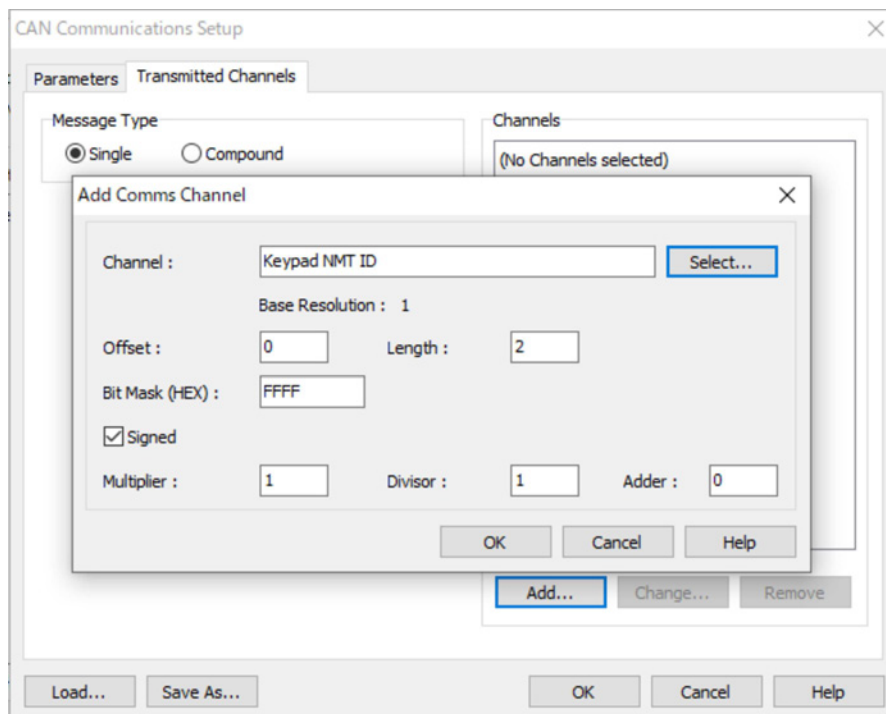 CAN Communications Setup
Parameters
Transmitted Channels
Message Type
Single
Compound
Channels
(No Channels selected)
Add Comms Channel
Channel :
Keypad NMT ID
Select...
Base Resolution : 1
Offset :
0
Length :
2
Bit Mask (HEX) :
FFFF
Signed
Multiplier :
1
Divisor :
1
Adder :
0
OK
Cancel
Help
Add...
Change...
Remove
Load...
Save As...
OK
Cancel
Help